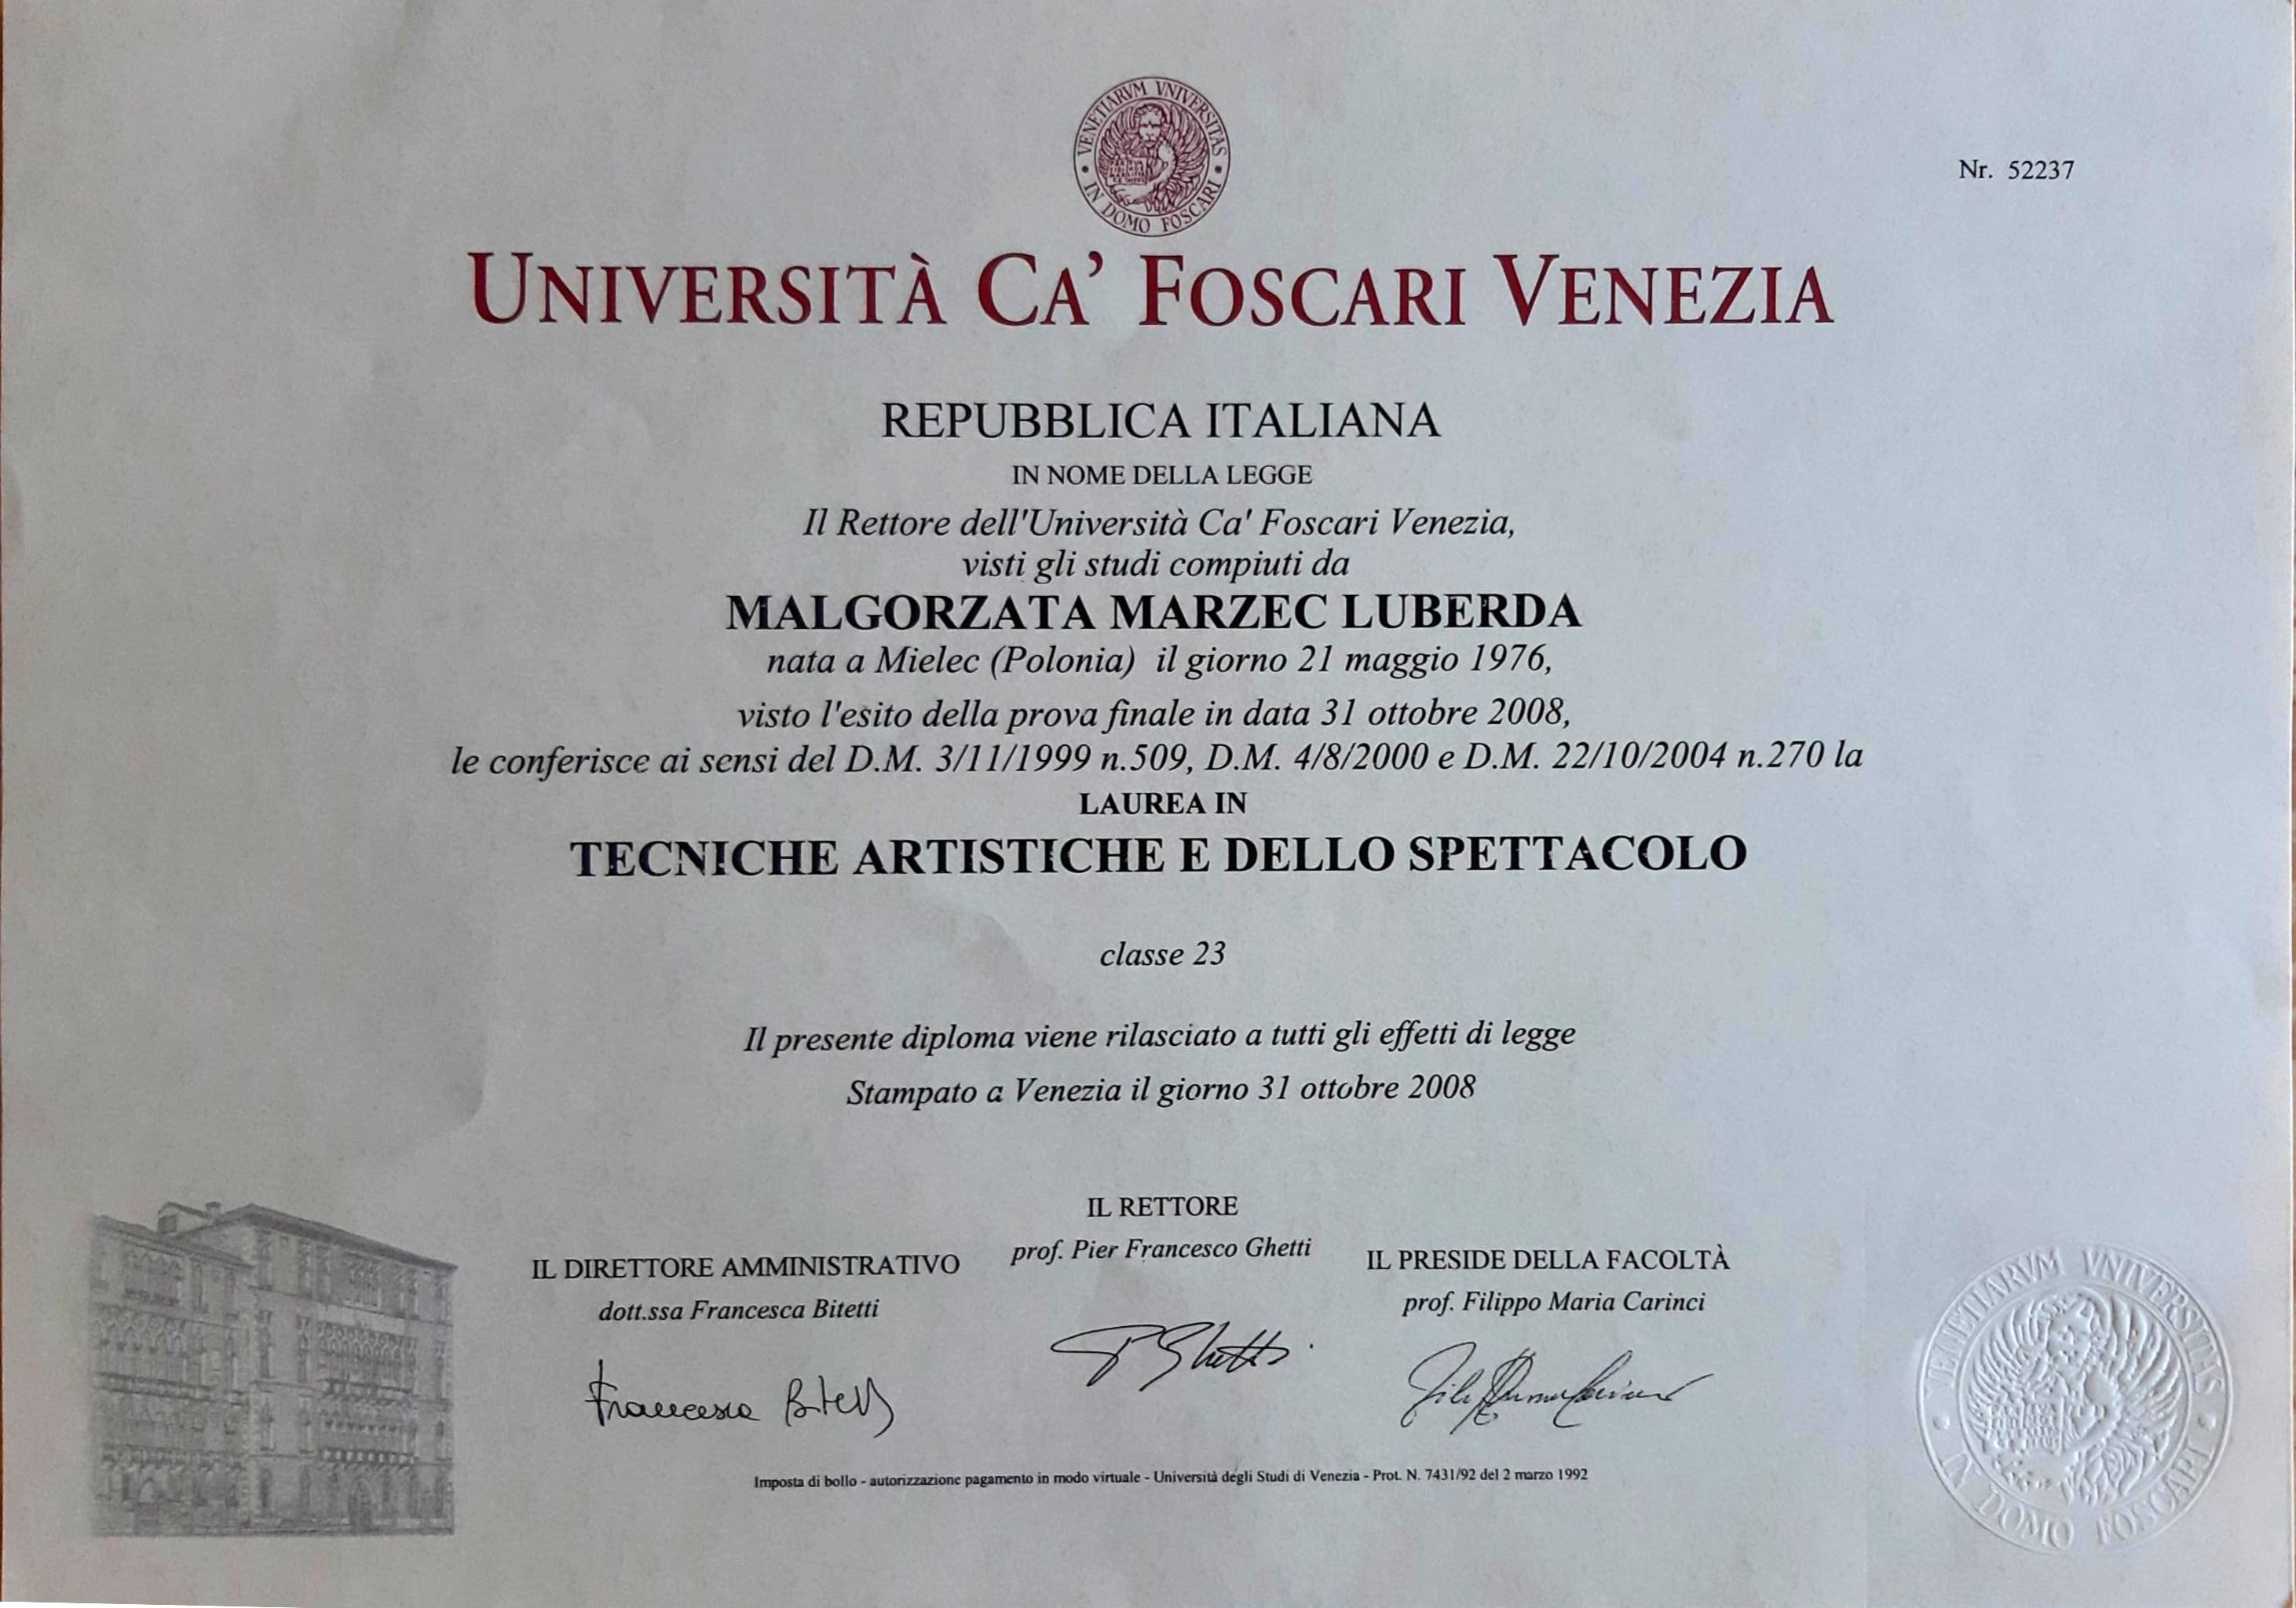 VENETIARVM VNIVERSITAS
IN DOMO FOSCARI
Nr. 52237
UNIVERSITÀ CA' FOSCARI VENEZIA
REPUBBLICA ITALIANA
IN NOME DELLA LEGGE
Il Rettore dell'Università Ca' Foscari Venezia,
visti gli studi compiuti da
MALGORZATA MARZEC LUBERDA
nata a Mielec (Polonia) il giorno 21 maggio 1976,
visto l'esito della prova finale in data 31 ottobre 2008,
le conferisce ai sensi del D.M. 3/11/1999 n.509, D.M. 4/8/2000 e D.M. 22/10/2004 n.270 la
LAUREA IN
TECNICHE ARTISTICHE E DELLO SPETTACOLO
classe 23
Il presente diploma viene rilasciato a tutti gli effetti di legge
Stampato a Venezia il giorno 31 ottobre 2008
IL RETTORE
prof. Pier Francesco Ghetti
IL DIRETTORE AMMINISTRATIVO
dott.ssa Francesca Bitetti
IL PRESIDE DELLA FACOLTÀ
prof. Filippo Maria Carinci
P Ghetti
Francesca Bitetti
Imposta di bollo - autorizzazione pagamento in modo virtuale - Università degli Studi di Venezia - Prot. N. 7431/92 del 2 marzo 1992
VENETIARVM VNIVERSITAS
IN DOMO FOSCARI